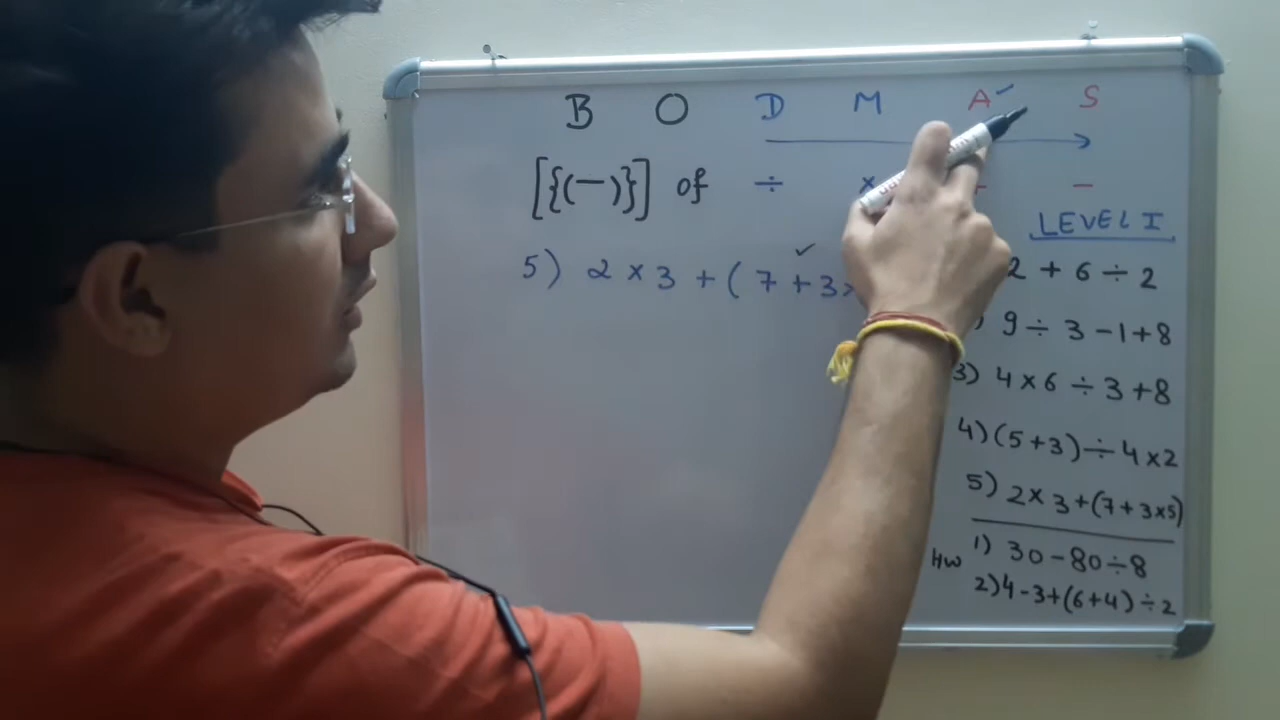 B O D M A S
[{(—)}] of ÷ × −
LEVEL I
5) 2 × 3 + ( 7 + 3 ×
2 + 6 ÷ 2
) 9 ÷ 3 - 1 + 8
3) 4 × 6 ÷ 3 + 8
4) (5 + 3) ÷ 4 × 2
5) 2 × 3 + (7 + 3 × 5)
HW 1) 30 - 80 ÷ 8
2) 4 - 3 + (6 + 4) ÷ 2